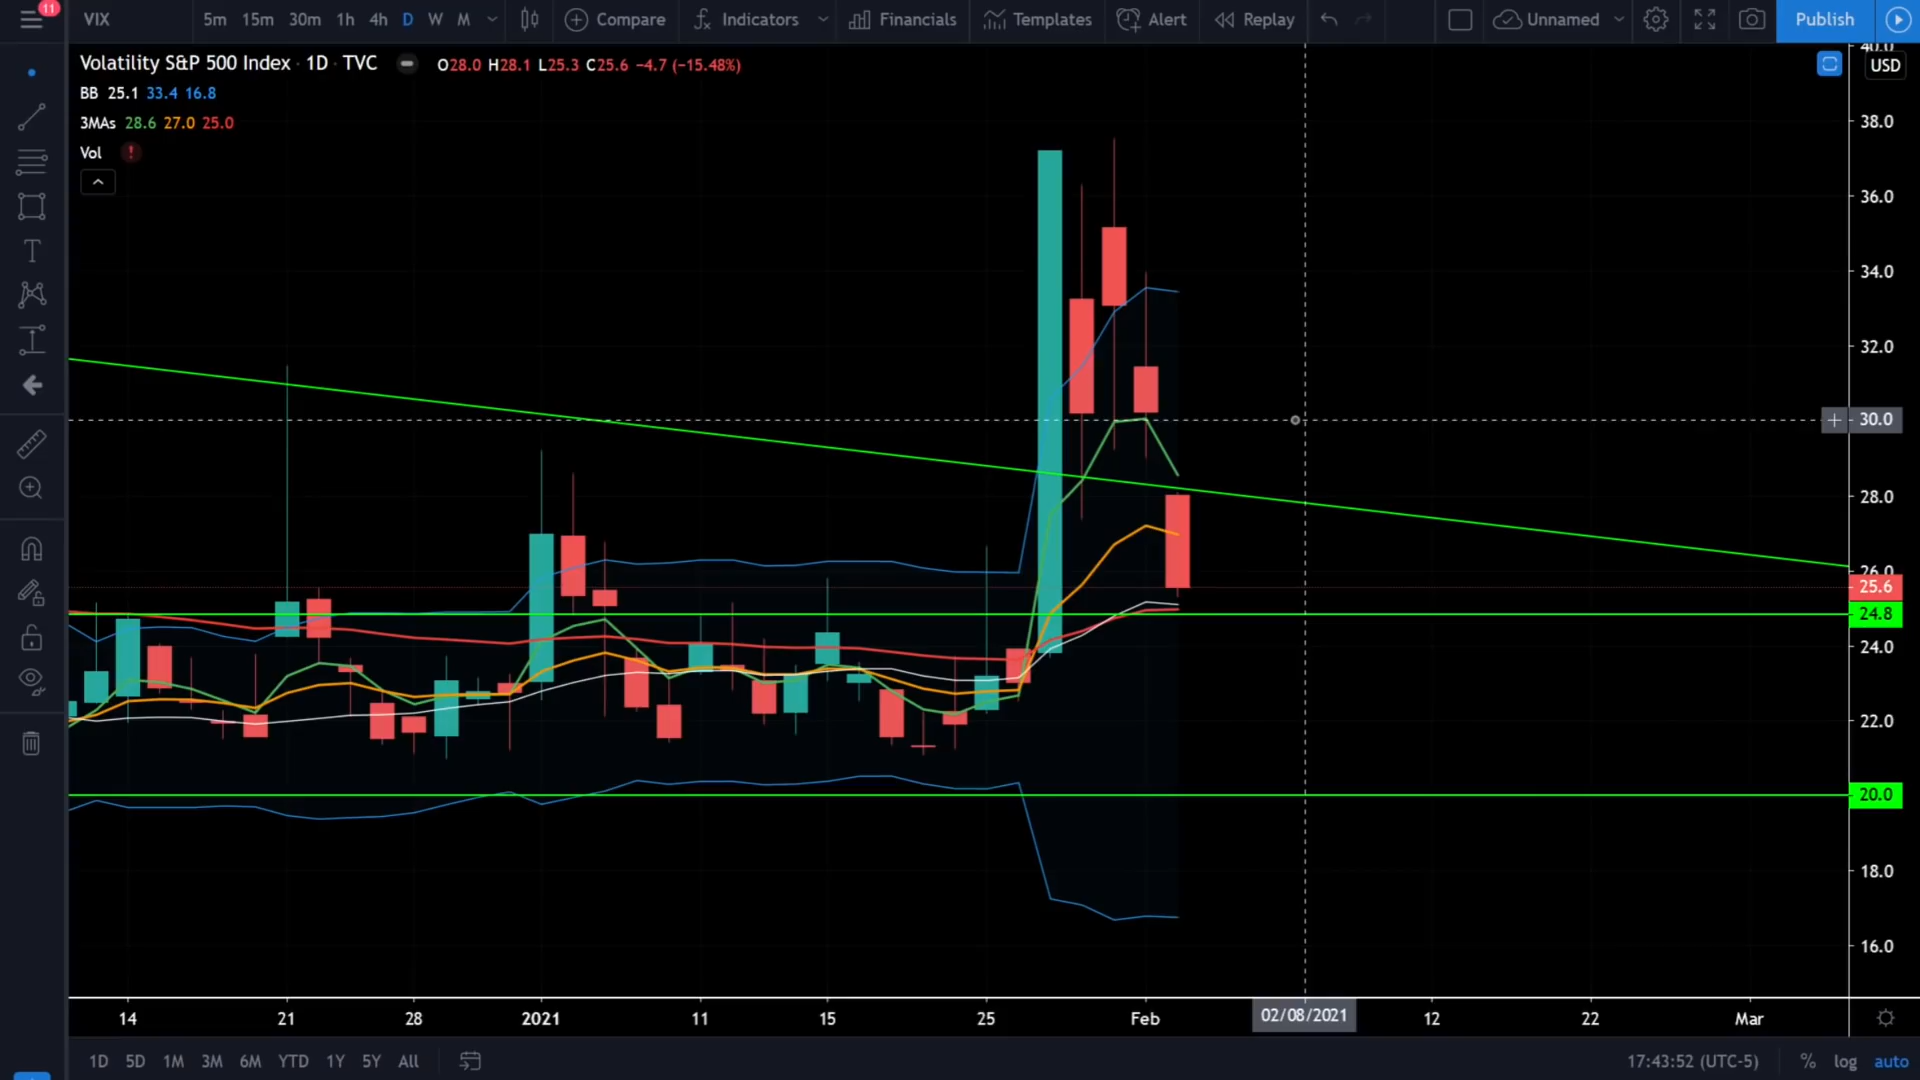 11 VIX 5m 15m 30m 1h 4h D W M Compare Indicators Financials Templates Alert Replay Unnamed Publish
Volatility S&P 500 Index · 1D · TVC O28.0 H28.1 L25.3 C25.6 −4.7 (−15.48%)
BB 25.1 33.4 16.8
3MAs 28.6 27.0 25.0
Vol !
T
40.0
USD
38.0
36.0
34.0
32.0
30.0
28.0
26.0
25.6
24.8
24.0
22.0
20.0
18.0
16.0
14 21 28 2021 11 15 25 Feb 02/08/2021 12 22 Mar
1D 5D 1M 3M 6M YTD 1Y 5Y All 17:43:52 (UTC-5) % log auto